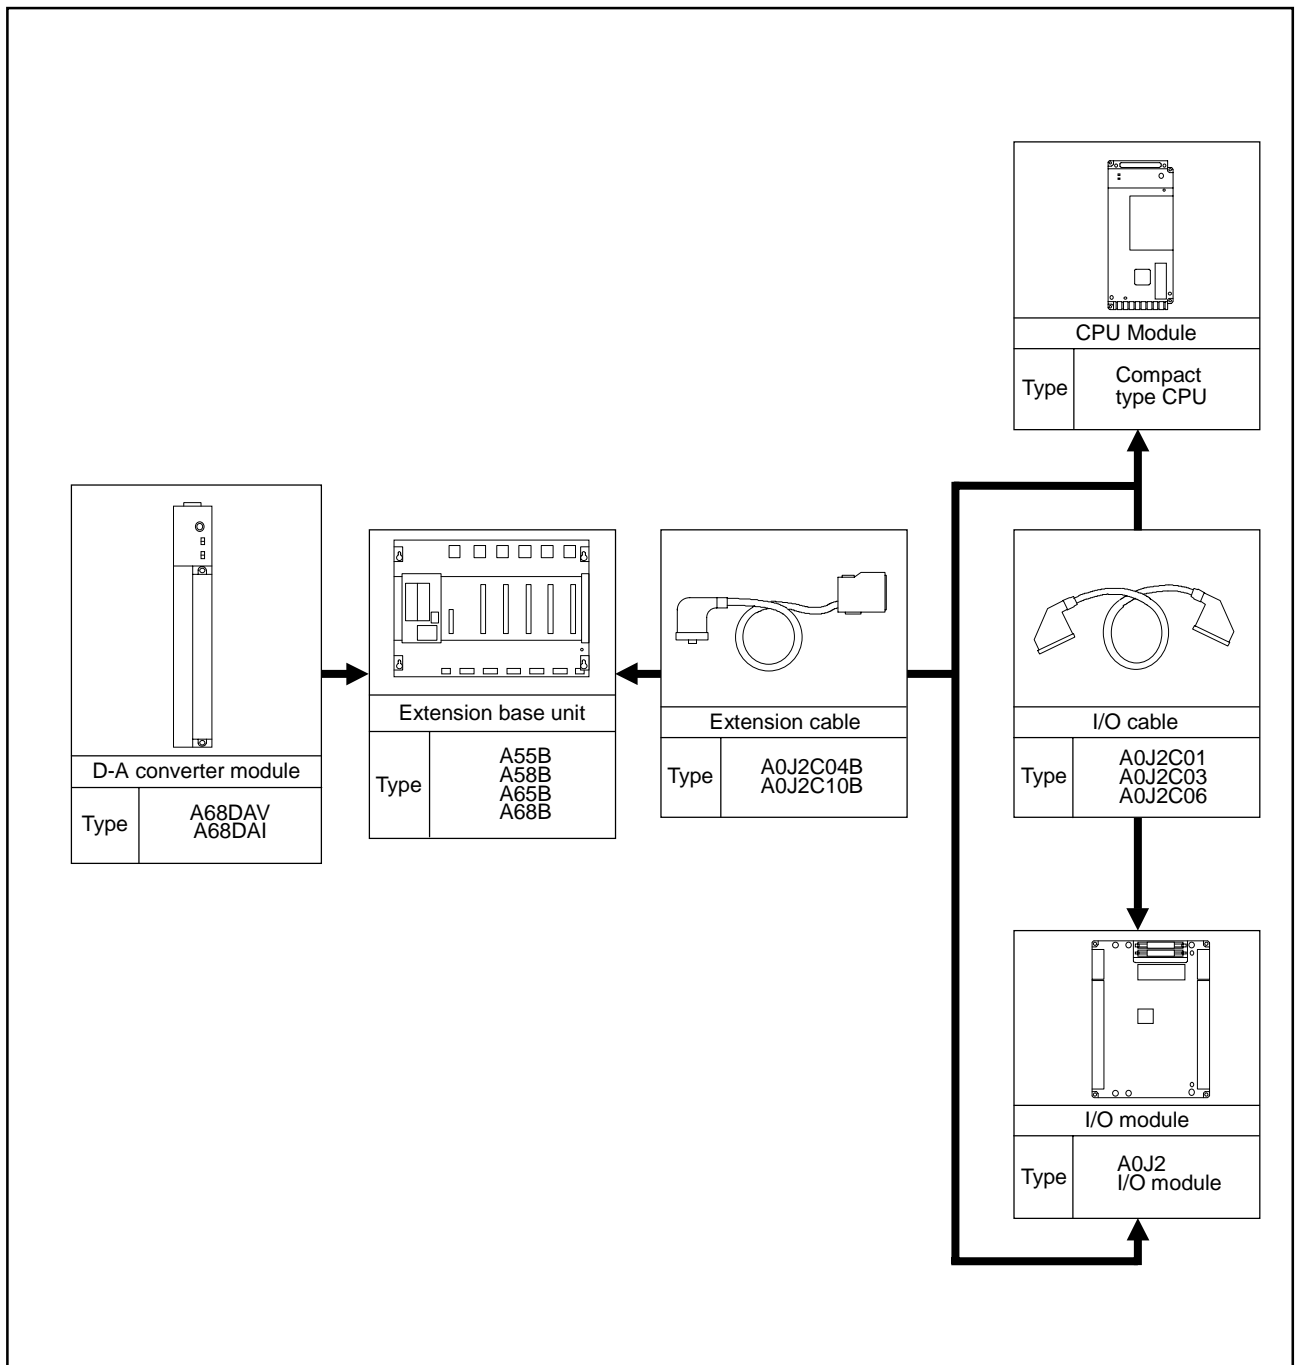 CPU Module
Type
Compact
type CPU
D-A converter module
Type
A68DAV
A68DAI
Extension base unit
Type
A55B
A58B
A65B
A68B
Extension cable
Type
A0J2C04B
A0J2C10B
I/O cable
Type
A0J2C01
A0J2C03
A0J2C06
I/O module
Type
A0J2
I/O module